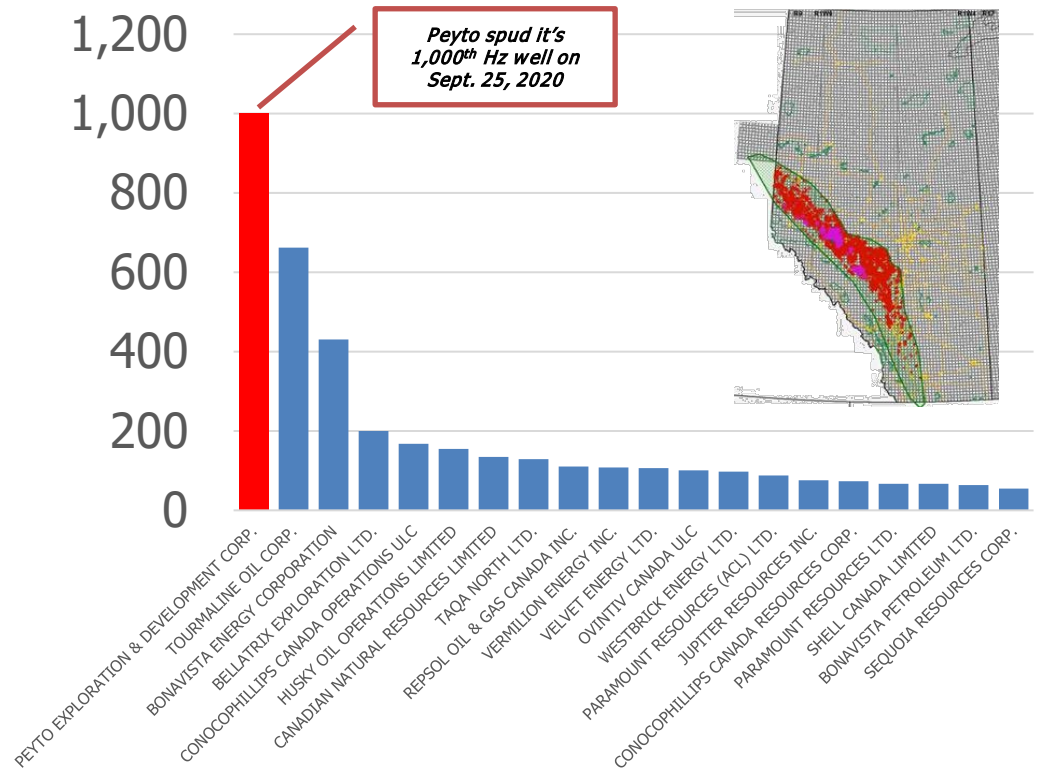 1,200
1,000
800
600
400
200
0
Peyto spud it’s
1,000th Hz well on
Sept. 25, 2020
PEYTO EXPLORATION & DEVELOPMENT CORP.
TOURMALINE OIL CORP.
BONAVISTA ENERGY CORPORATION
BELLATRIX EXPLORATION LTD.
CONOCOPHILLIPS CANADA OPERATIONS ULC
HUSKY OIL OPERATIONS LIMITED
CANADIAN NATURAL RESOURCES LIMITED
TAQA NORTH LTD.
REPSOL OIL & GAS CANADA INC.
VERMILION ENERGY INC.
VELVET ENERGY LTD.
OVINTIV CANADA ULC
WESTBRICK ENERGY LTD.
PARAMOUNT RESOURCES (ACL) LTD.
JUPITER RESOURCES INC.
CONOCOPHILLIPS CANADA RESOURCES CORP.
PARAMOUNT RESOURCES LTD.
SHELL CANADA LIMITED
BONAVISTA PETROLEUM LTD.
SEQUOIA RESOURCES CORP.